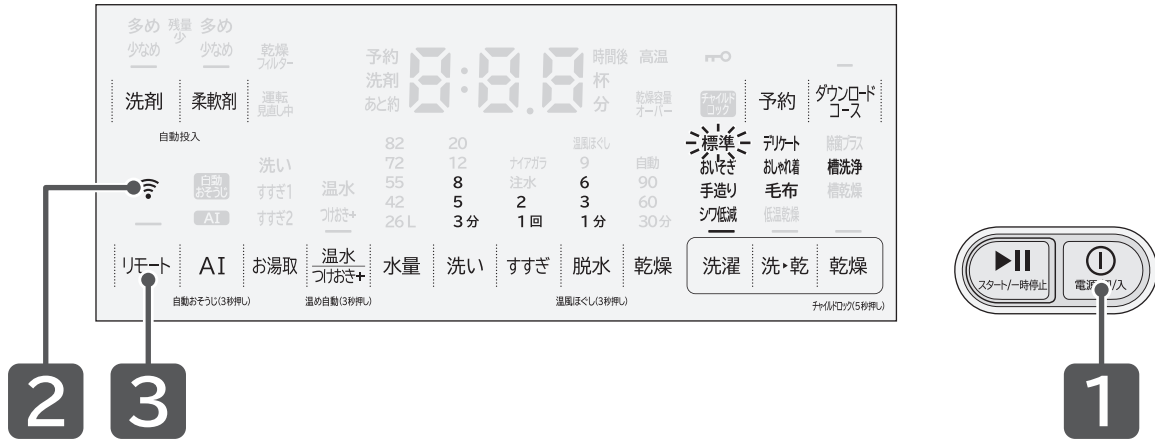 多め 残量少 多め
少なめ 少なめ 乾燥フィルター
予約 時間後 高温
洗剤 8:8.8 杯
あと約 分 乾燥容量オーバー チャイルドロック
洗剤 柔軟剤 運転見直し中 予約 ダウンロードコース
自動投入
82 20 温風ほぐし 標準 デリケート 除菌プラス
洗い 72 12 ナイアガラ 9 自動 おいそぎ おしゃれ着 槽洗浄
自動おそうじ すすぎ1 温水 55 8 注水 6 90 手造り 毛布 槽乾燥
42 5 2 3 60
AI すすぎ2 つけおき+ 26L 3分 1回 1分 30分 シワ低減 低温乾燥
リモート AI お湯取 温水 つけおき+ 水量 洗い すすぎ 脱水 乾燥 洗濯 洗・乾 乾燥
自動おそうじ(3秒押し) 温め自動(3秒押し) 温風ほぐし(3秒押し) チャイルドロック(5秒押し)
スタート/一時停止 電源 切/入
2 3 1